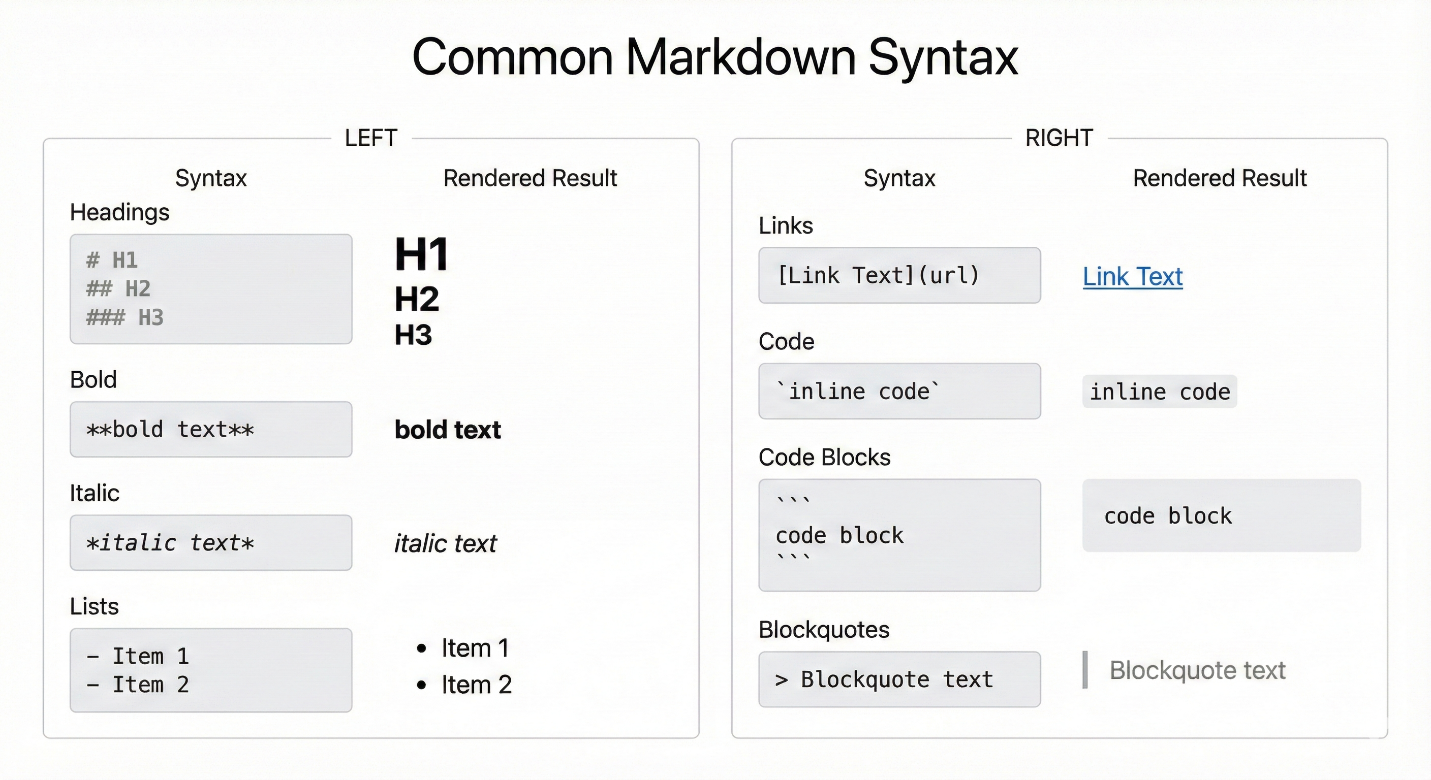 Common Markdown Syntax
LEFT
Syntax Rendered Result
Headings
# H1
## H2
### H3
H1
H2
H3
Bold
**bold text**
bold text
Italic
*italic text*
italic text
Lists
– Item 1
– Item 2
• Item 1
• Item 2
RIGHT
Syntax Rendered Result
Links
[Link Text](url)
Link Text
Code
`inline code`
inline code
Code Blocks
```
code block
```
code block
Blockquotes
> Blockquote text
Blockquote text